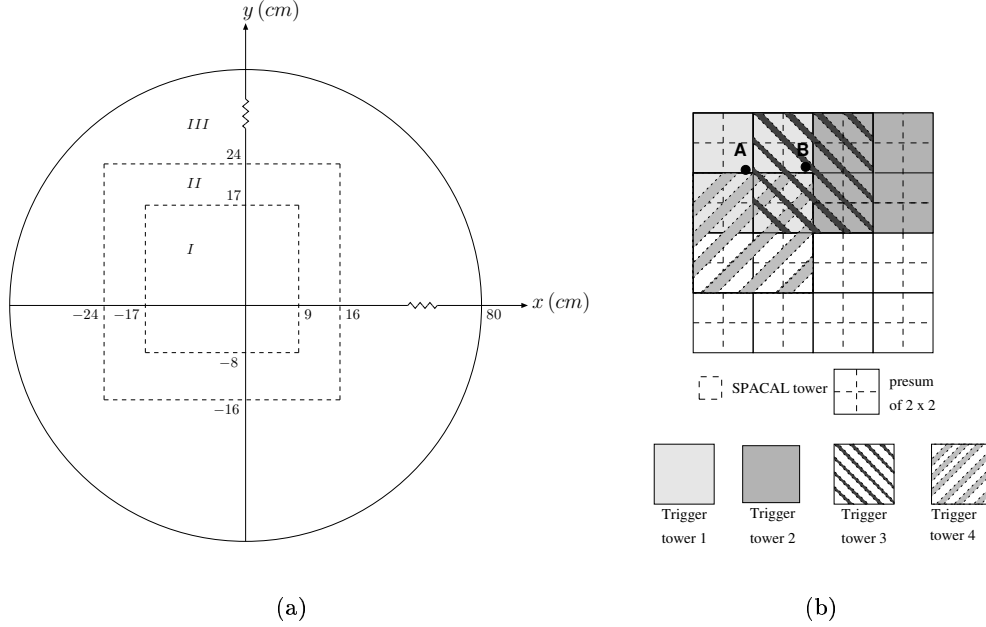 y (cm)
III
24
II
17
I
x (cm)
−24
−17
9
16
80
−8
−16
(a)
A
B
SPACAL tower
presum
of 2 x 2
Trigger
tower 1
Trigger
tower 2
Trigger
tower 3
Trigger
tower 4
(b)